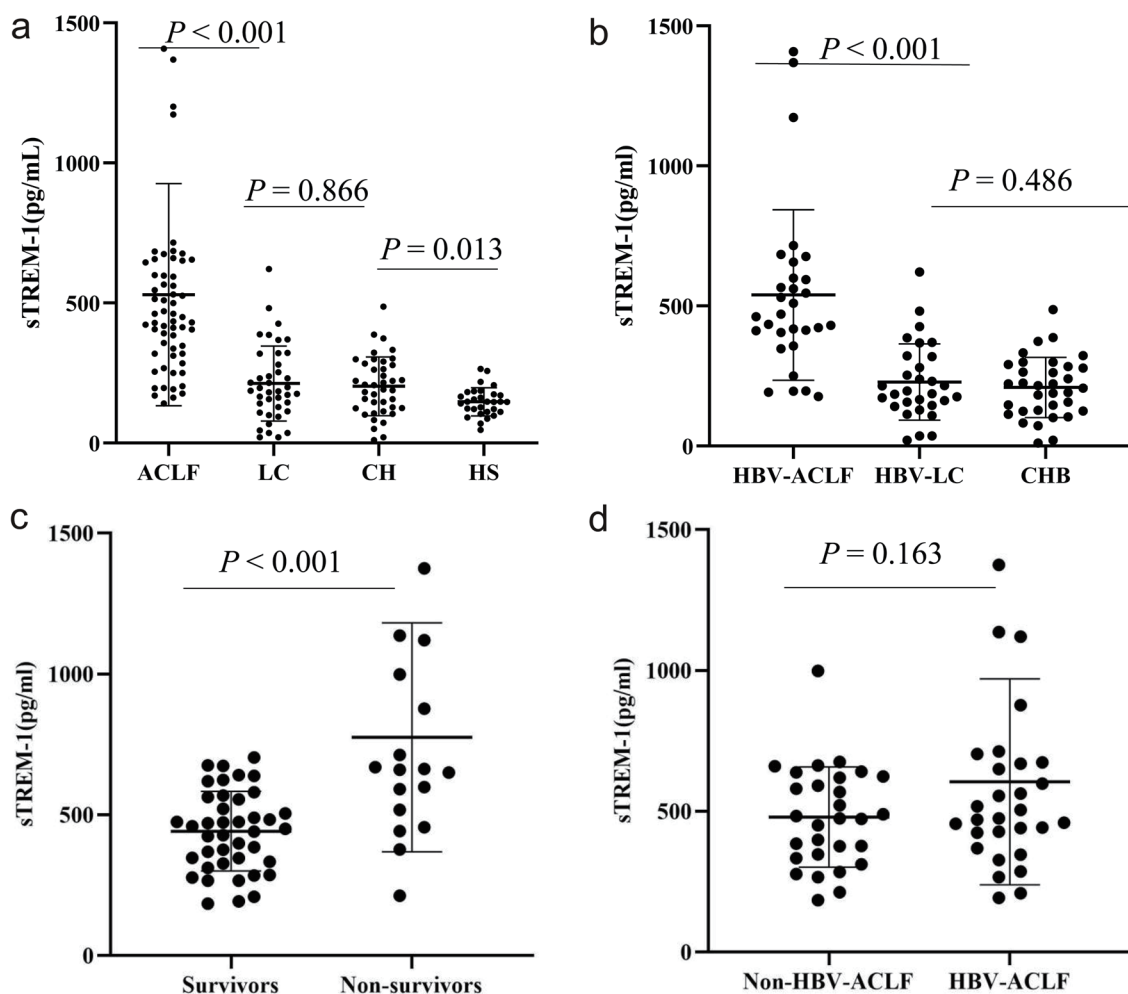 a
P < 0.001
P = 0.866
P = 0.013
sTREM-1(pg/mL)
1500
1000
500
0
ACLF LC CH HS
b
P < 0.001
P = 0.486
sTREM-1(pg/ml)
1500
1000
500
0
HBV-ACLF HBV-LC CHB
c
P < 0.001
sTREM-1(pg/ml)
1500
1000
500
0
Survivors Non-survivors
d
P = 0.163
sTREM-1(pg/ml)
1500
1000
500
0
Non-HBV-ACLF HBV-ACLF